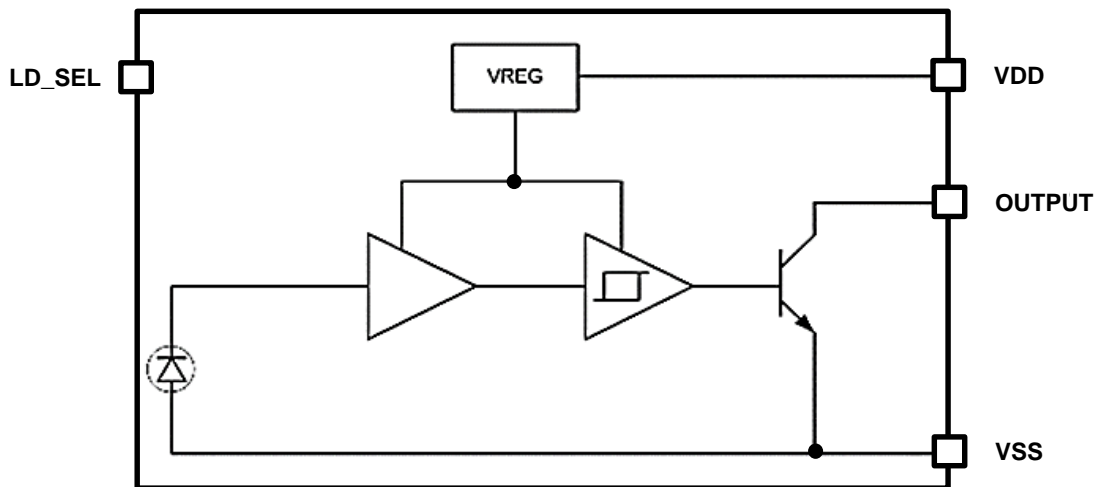 LD_SEL
VREG
VDD
OUTPUT
VSS